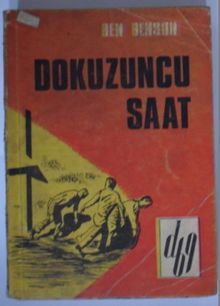 BEN BENSON
DOKUZUNCU
SAAT
d69